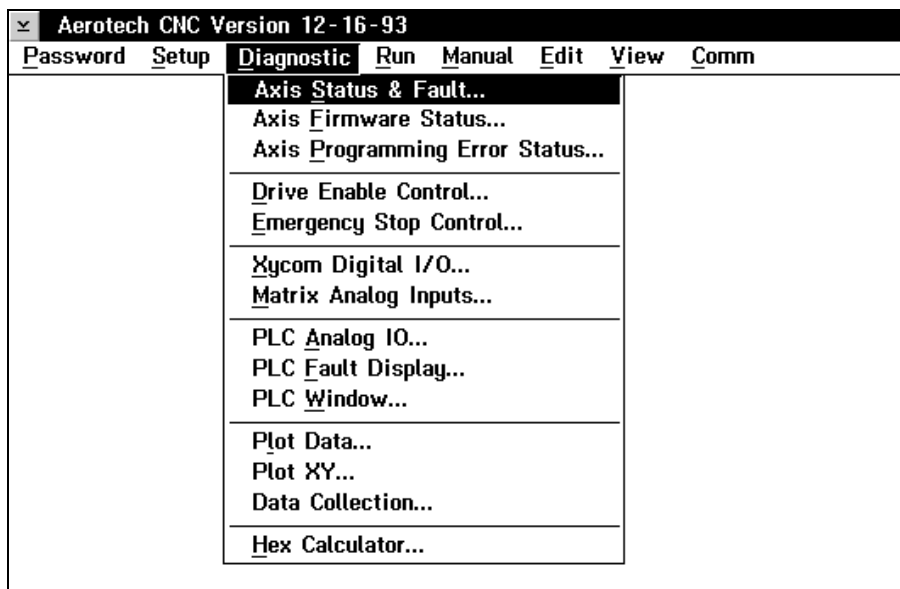 Aerotech CNC Version 12-16-93
Password Setup Diagnostic Run Manual Edit View Comm
Axis Status & Fault...
Axis Firmware Status...
Axis Programming Error Status...
Drive Enable Control...
Emergency Stop Control...
Xycom Digital I/O...
Matrix Analog Inputs...
PLC Analog IO...
PLC Fault Display...
PLC Window...
Plot Data...
Plot XY...
Data Collection...
Hex Calculator...